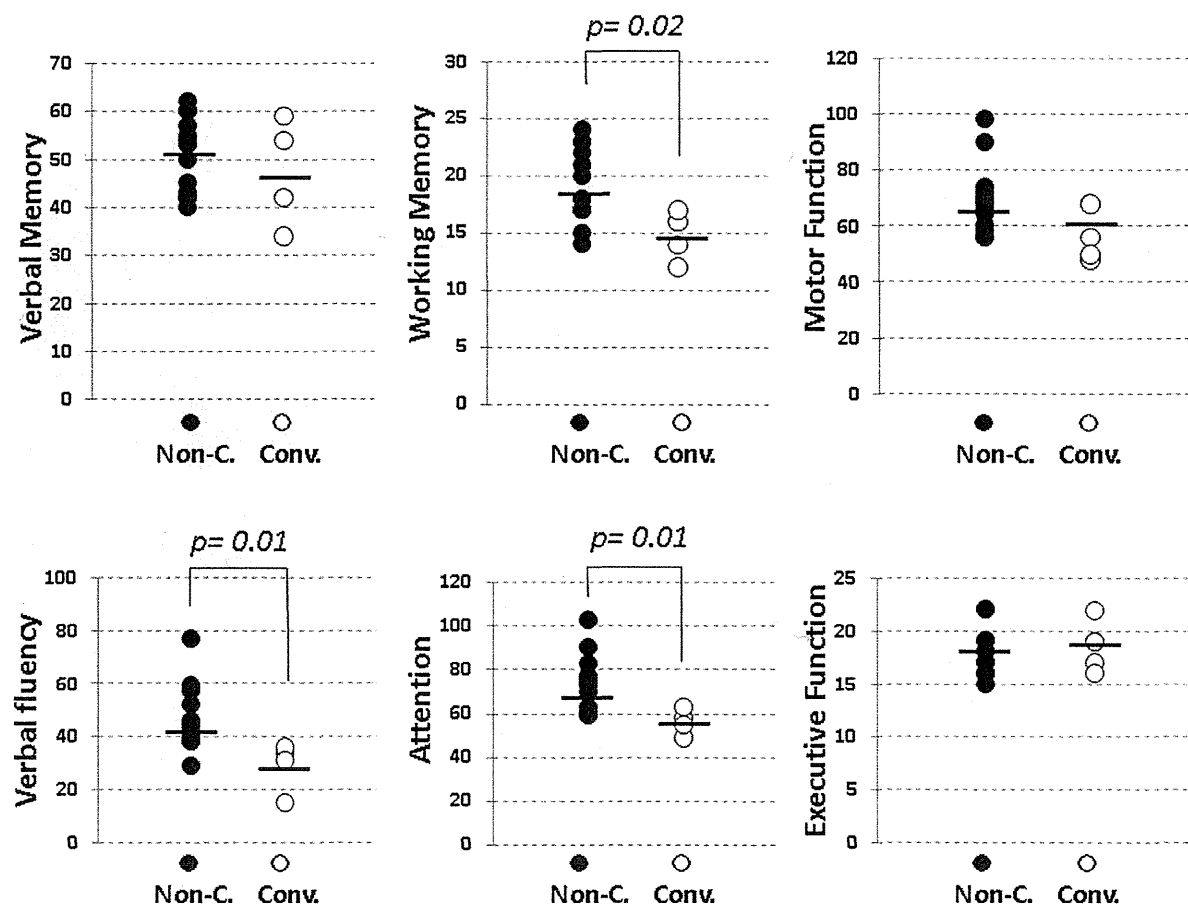 p= 0.02
Verbal Memory
70
60
50
40
30
20
10
0
Non-C. Conv.
Working Memory
30
25
20
15
10
5
0
Non-C. Conv.
Motor Function
120
100
80
60
40
20
0
Non-C. Conv.
p= 0.01
Verbal fluency
100
80
60
40
20
0
Non-C. Conv.
p= 0.01
Attention
120
100
80
60
40
20
0
Non-C. Conv.
Executive Function
25
20
15
10
5
0
Non-C. Conv.